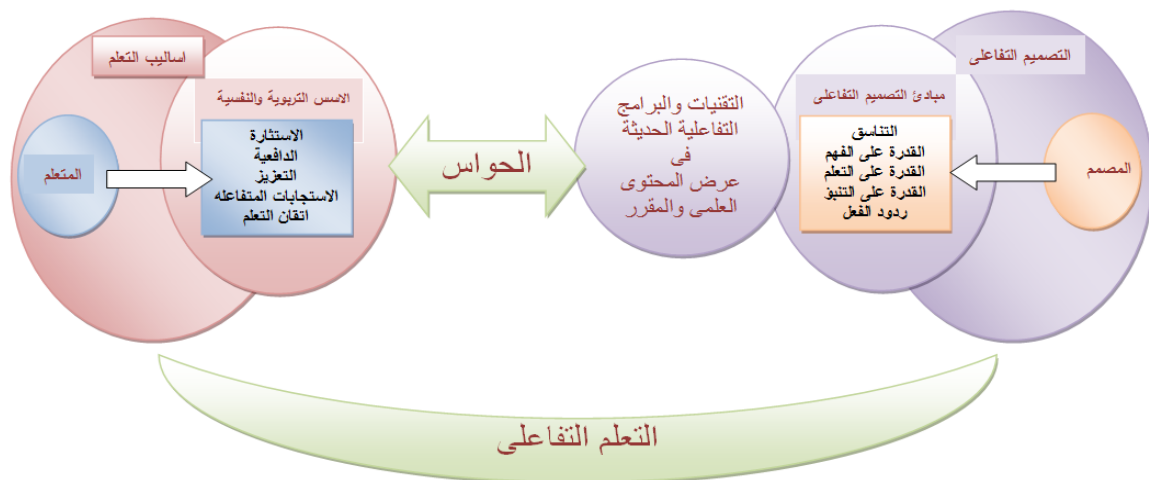 التصميم التفاعلى
مبادئ التصميم التفاعلى
التناسق
القدرة على الفهم
القدرة على التعلم
القدرة على التنبؤ
ردود الفعل
المصمم
التقنيات والبرامج
التفاعلية الحديثة
فى
عرض المحتوى
العلمى والمقرر
الحواس
اساليب التعلم
الاسس التربوية والنفسية
الاستثارة
الدافعية
التعزيز
الاستجابات المتفاعله
اتقان التعلم
المتعلم
التعلم التفاعلى